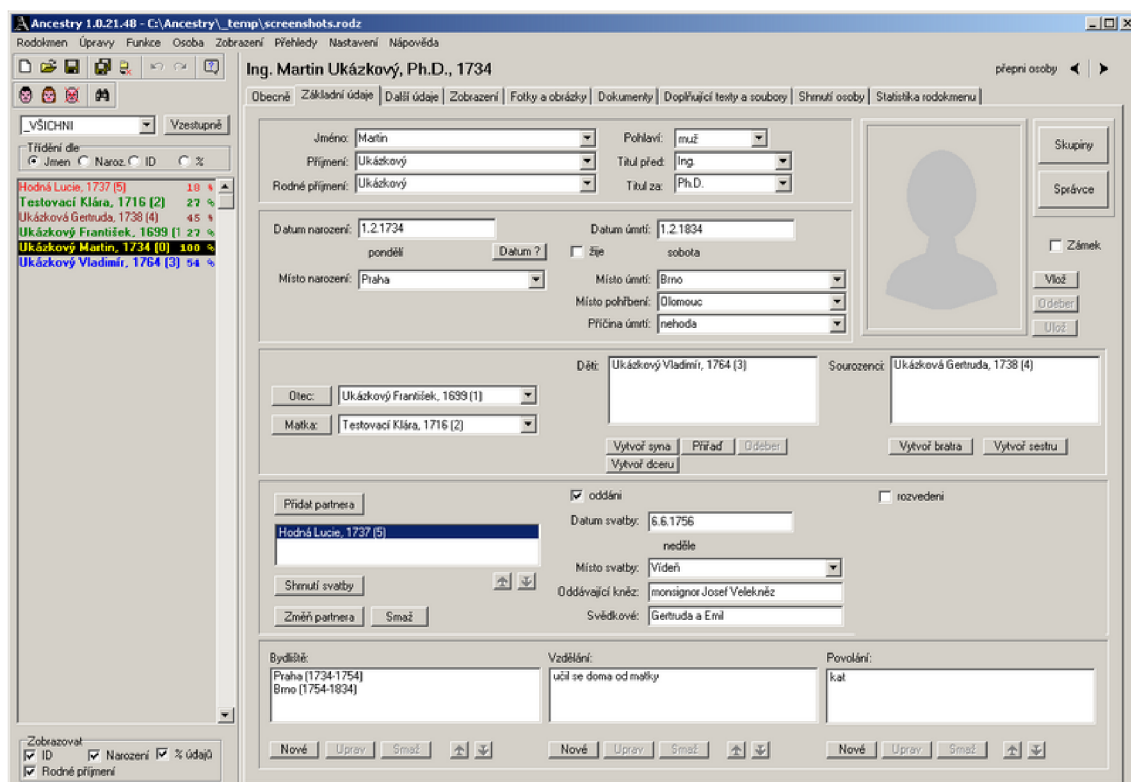 Ancestry 1.0.21.48 - C:\Ancestry\_temp\screenshots.rodz
Rodokmen Úpravy Funkce Osoba Zobrazení Přehledy Nastavení Nápověda
Ing. Martin Ukázkový, Ph.D., 1734
přepni osoby
Obecně Základní údaje Další údaje Zobrazení Fotky a obrázky Dokumenty Doplňující texty a soubory Shrnutí osoby Statistika rodokmenu
_VŠICHNI Vzestupně
Třídění dle
Jmen Naroz. ID %
Hodná Lucie, 1737 (5) 18 %
Testovací Klára, 1716 (2) 27 %
Ukázková Gertruda, 1738 (4) 45 %
Ukázkový František, 1699 (1 27 %
Ukázkový Martin, 1734 (0) 100 %
Ukázkový Vladimír, 1764 (3) 54 %
Zobrazovat
ID Narození % údajů
Rodné příjmení
Jméno: Martin Pohlaví: muž
Příjmení: Ukázkový Titul před: Ing.
Rodné příjmení: Ukázkový Titul za: Ph.D.
Skupiny
Správce
Zámek
Vlož
Odeber
Ulož
Datum narození: 1.2.1734 Datum úmrtí: 1.2.1834
pondělí Datum ? žije sobota
Místo narození: Praha Místo úmrtí: Brno
Místo pohřbení: Olomouc
Příčina úmrtí: nehoda
Děti: Ukázkový Vladimír, 1764 (3) Sourozenci: Ukázková Gertruda, 1738 (4)
Otec: Ukázkový František, 1699 (1)
Matka: Testovací Klára, 1716 (2)
Vytvoř syna Přiřaď Odeber Vytvoř bratra Vytvoř sestru
Vytvoř dceru
Přidat partnera oddáni rozvedeni
Hodná Lucie, 1737 (5) Datum svatby: 6.6.1756
neděle
Shrnutí svatby Místo svatby: Vídeň
Oddávající kněz: monsignor Josef Velekněz
Změň partnera Smaž Svědkové: Gertruda a Emil
Bydliště: Vzdělání: Povolání:
Praha (1734-1754) učil se doma od matky kat
Brno (1754-1834)
Nové Uprav Smaž Nové Uprav Smaž Nové Uprav Smaž